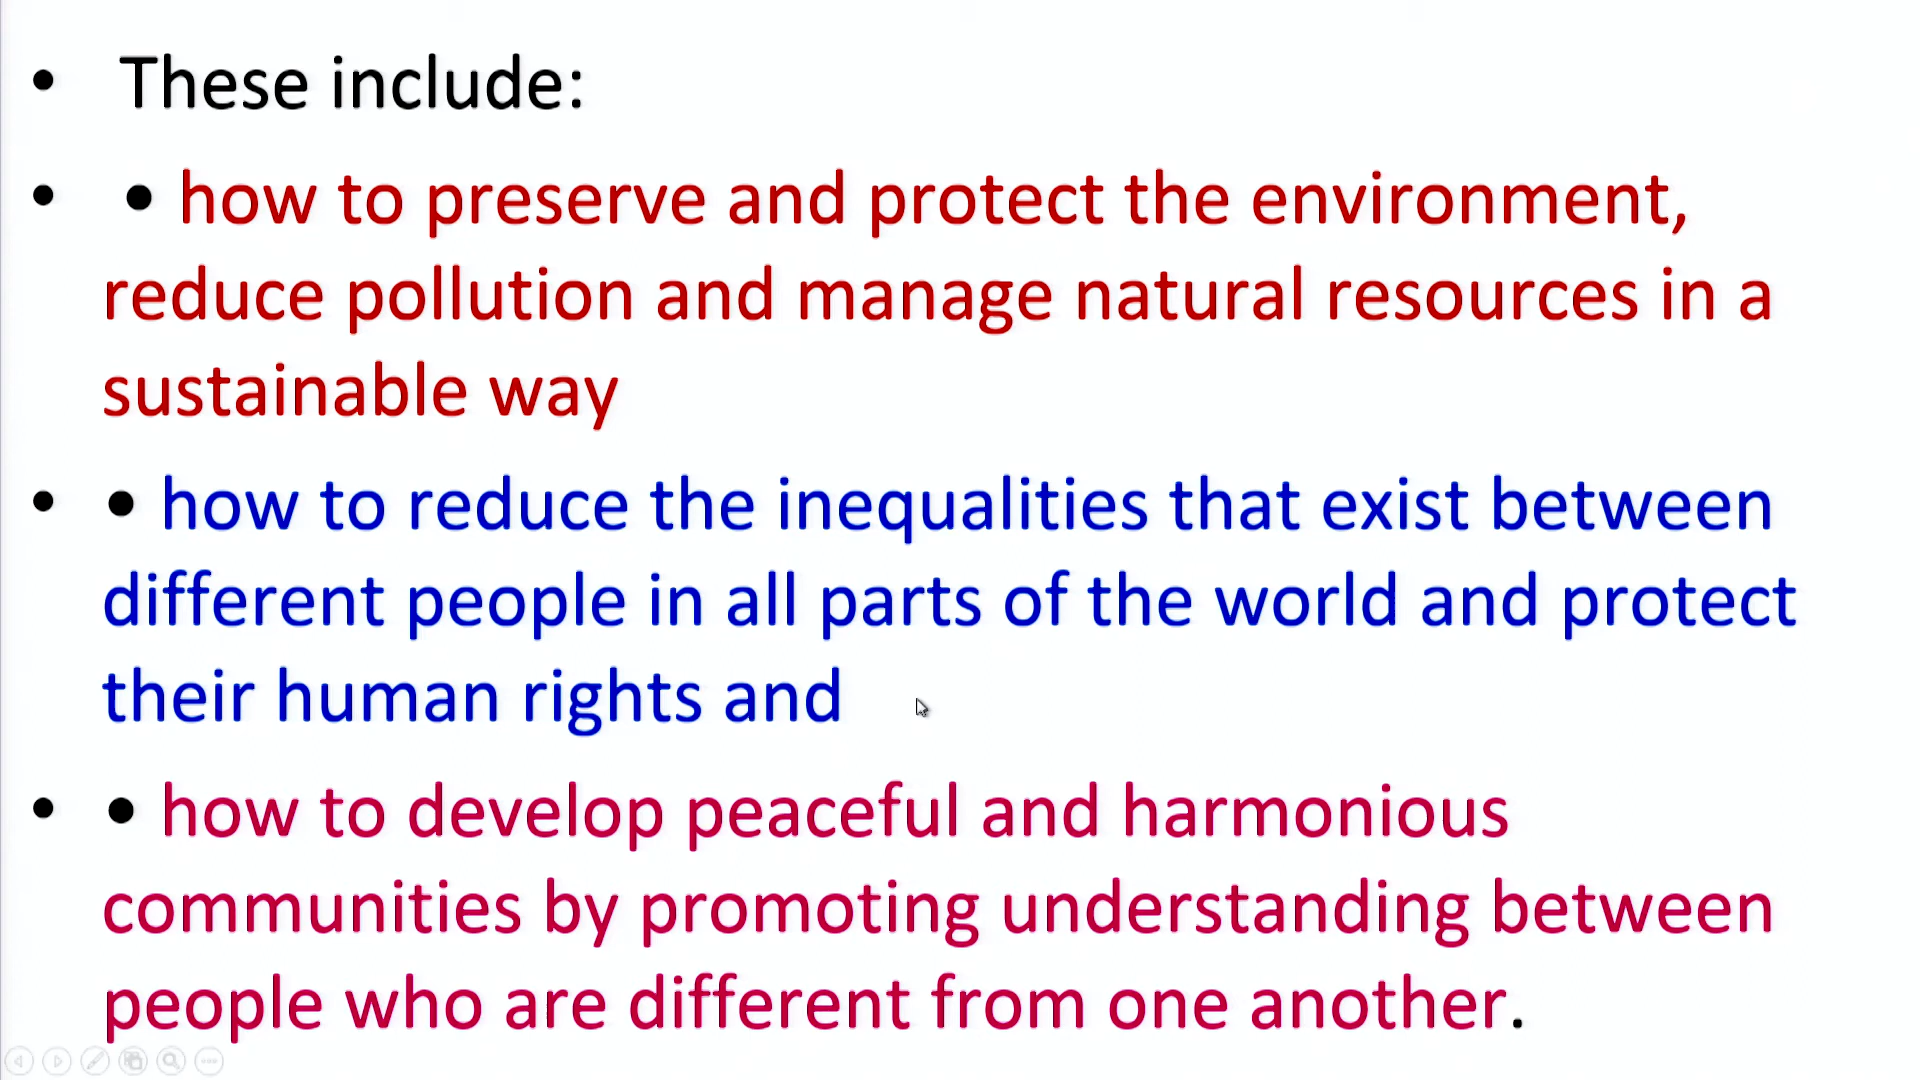 • These include:
• • how to preserve and protect the environment,
reduce pollution and manage natural resources in a
sustainable way
• • how to reduce the inequalities that exist between
different people in all parts of the world and protect
their human rights and
• • how to develop peaceful and harmonious
communities by promoting understanding between
people who are different from one another.